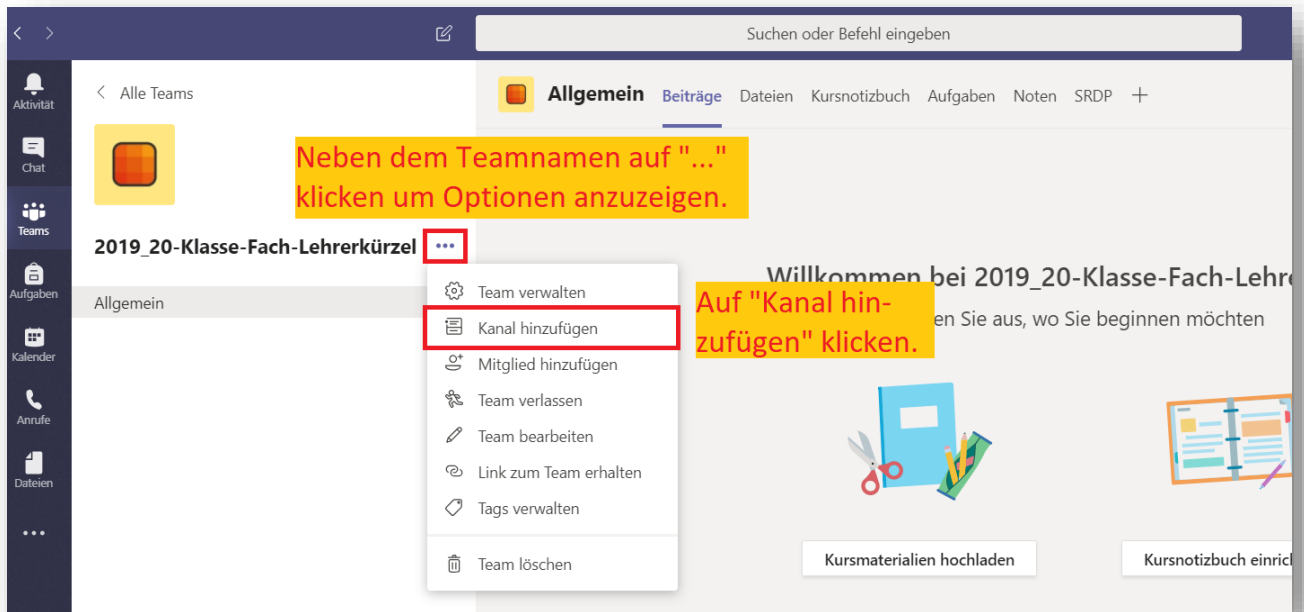 Suchen oder Befehl eingeben
Aktivität
Chat
Teams
Aufgaben
Kalender
Anrufe
Dateien
Alle Teams
2019_20-Klasse-Fach-Lehrerkürzel
Allgemein
Neben dem Teamnamen auf "..."
klicken um Optionen anzuzeigen.
Team verwalten
Kanal hinzufügen
Mitglied hinzufügen
Team verlassen
Team bearbeiten
Link zum Team erhalten
Tags verwalten
Team löschen
Auf "Kanal hin-
zufügen" klicken.
Allgemein Beiträge Dateien Kursnotizbuch Aufgaben Noten SRDP
Willkommen bei 2019_20-Klasse-Fach-Lehre
en Sie aus, wo Sie beginnen möchten
Kursmaterialien hochladen
Kursnotizbuch einric